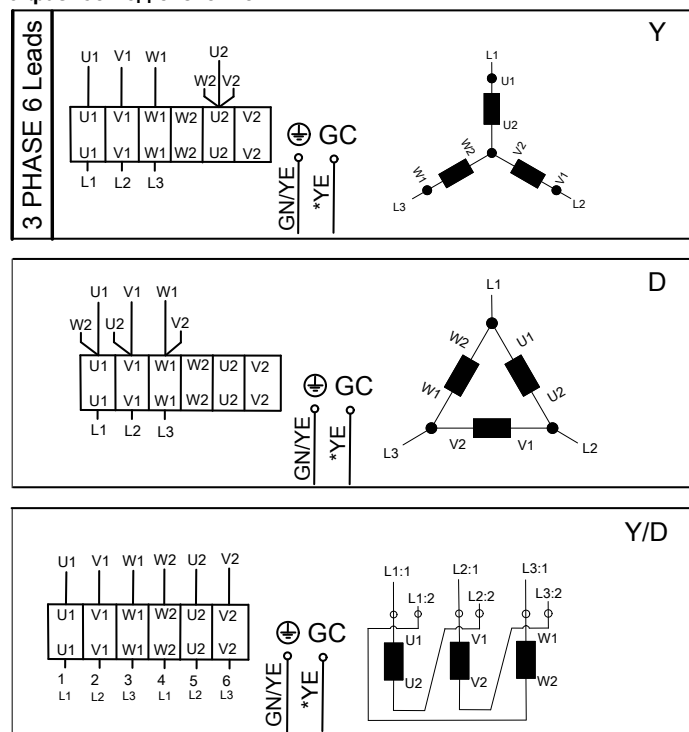 3 PHASE 6 Leads
Y
U1 V1 W1 U2
W2 V2
U1 V1 W1 W2 U2 V2
U1 V1 W1 W2 U2 V2
L1 L2 L3
GC
GN/YE *YE
L1
U1
U2
W2 V2
W1 V1
L3 L2
D
U1 V1 W1
W2 U2 V2
U1 V1 W1 W2 U2 V2
U1 V1 W1 W2 U2 V2
L1 L2 L3
GC
GN/YE *YE
L1
W2 U1
W1 U2
L3 V2 V1 L2
Y/D
U1 V1 W1 W2 U2 V2
U1 V1 W1 W2 U2 V2
U1 V1 W1 W2 U2 V2
1 2 3 4 5 6
L1 L2 L3 L1 L2 L3
GC
GN/YE *YE
L1:1 L2:1 L3:1
L1:2 L2:2 L3:2
U1 V1 W1
U2 V2 W2